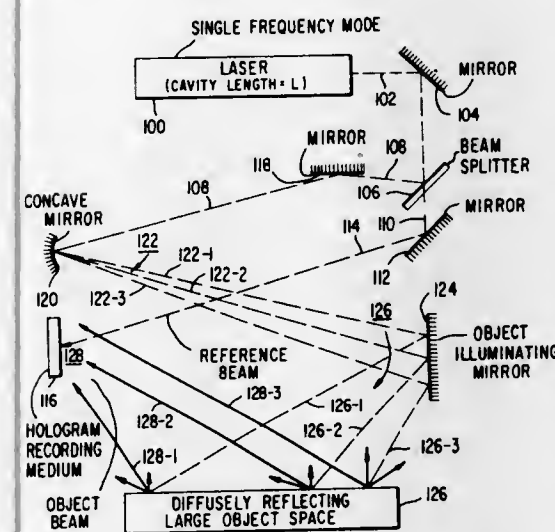 SINGLE FREQUENCY MODE
LASER
(CAVITY LENGTH = L)
100
102
MIRROR
104
MIRROR
118
108
BEAM
SPLITTER
106
CONCAVE
MIRROR
108
110
MIRROR
114
112
122
122-1
122-2
122-3
120
124
126
128
116
REFERENCE
BEAM
OBJECT
ILLUMINATING
MIRROR
128-3
126-1
128-2
126-2
126-3
HOLOGRAM
RECORDING
MEDIUM
128-1
OBJECT
BEAM
DIFFUSELY REFLECTING
LARGE OBJECT SPACE
126